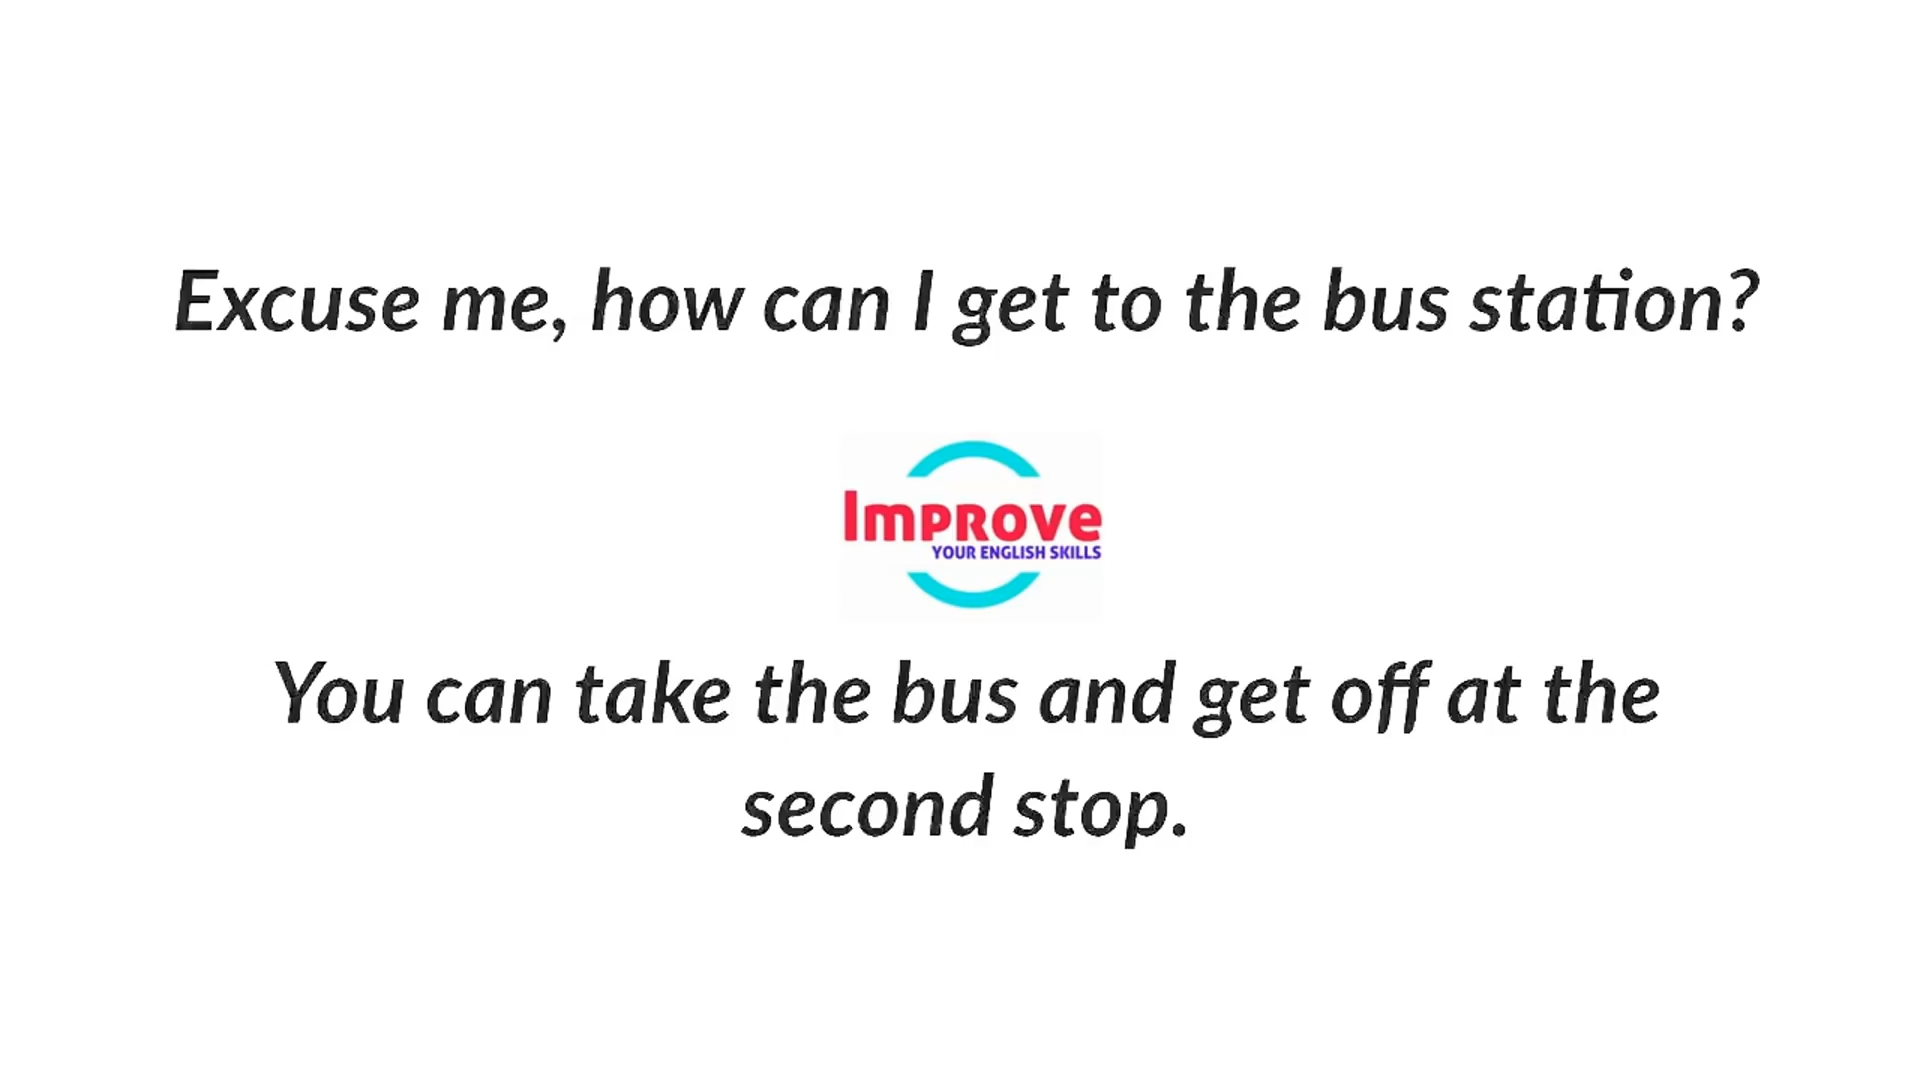 Excuse me, how can I get to the bus station?
Improve
YOUR ENGLISH SKILLS
You can take the bus and get off at the
second stop.